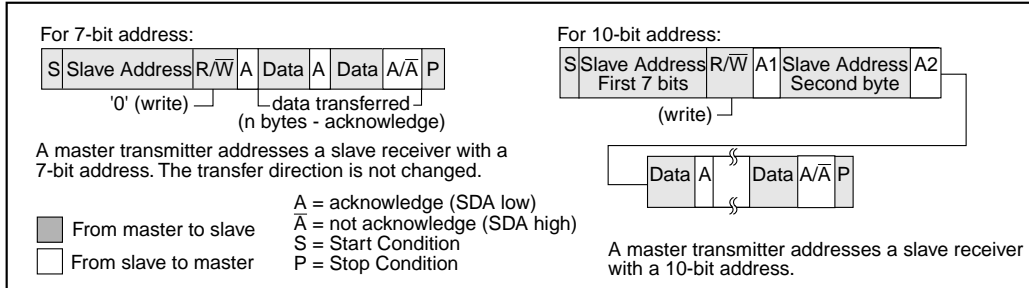 For 7-bit address:
S Slave Address R/W̅ A Data A Data A/A̅ P
'0' (write)
data transferred
(n bytes - acknowledge)
A master transmitter addresses a slave receiver with a
7-bit address. The transfer direction is not changed.
From master to slave
From slave to master
A = acknowledge (SDA low)
A̅ = not acknowledge (SDA high)
S = Start Condition
P = Stop Condition
For 10-bit address:
S Slave Address First 7 bits R/W̅ A1 Slave Address Second byte A2
(write)
Data A Data A/A̅ P
A master transmitter addresses a slave receiver
with a 10-bit address.